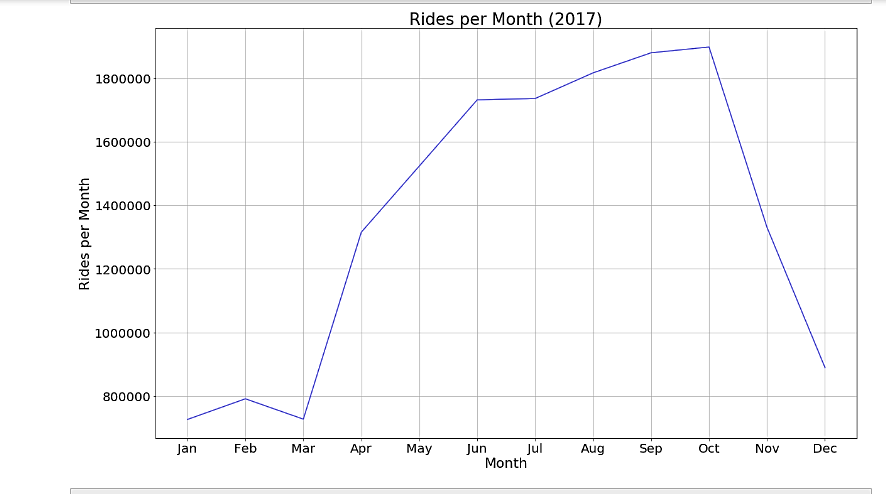 Rides per Month (2017)
Rides per Month
1800000
1600000
1400000
1200000
1000000
800000
Jan Feb Mar Apr May Jun Jul Aug Sep Oct Nov Dec
Month